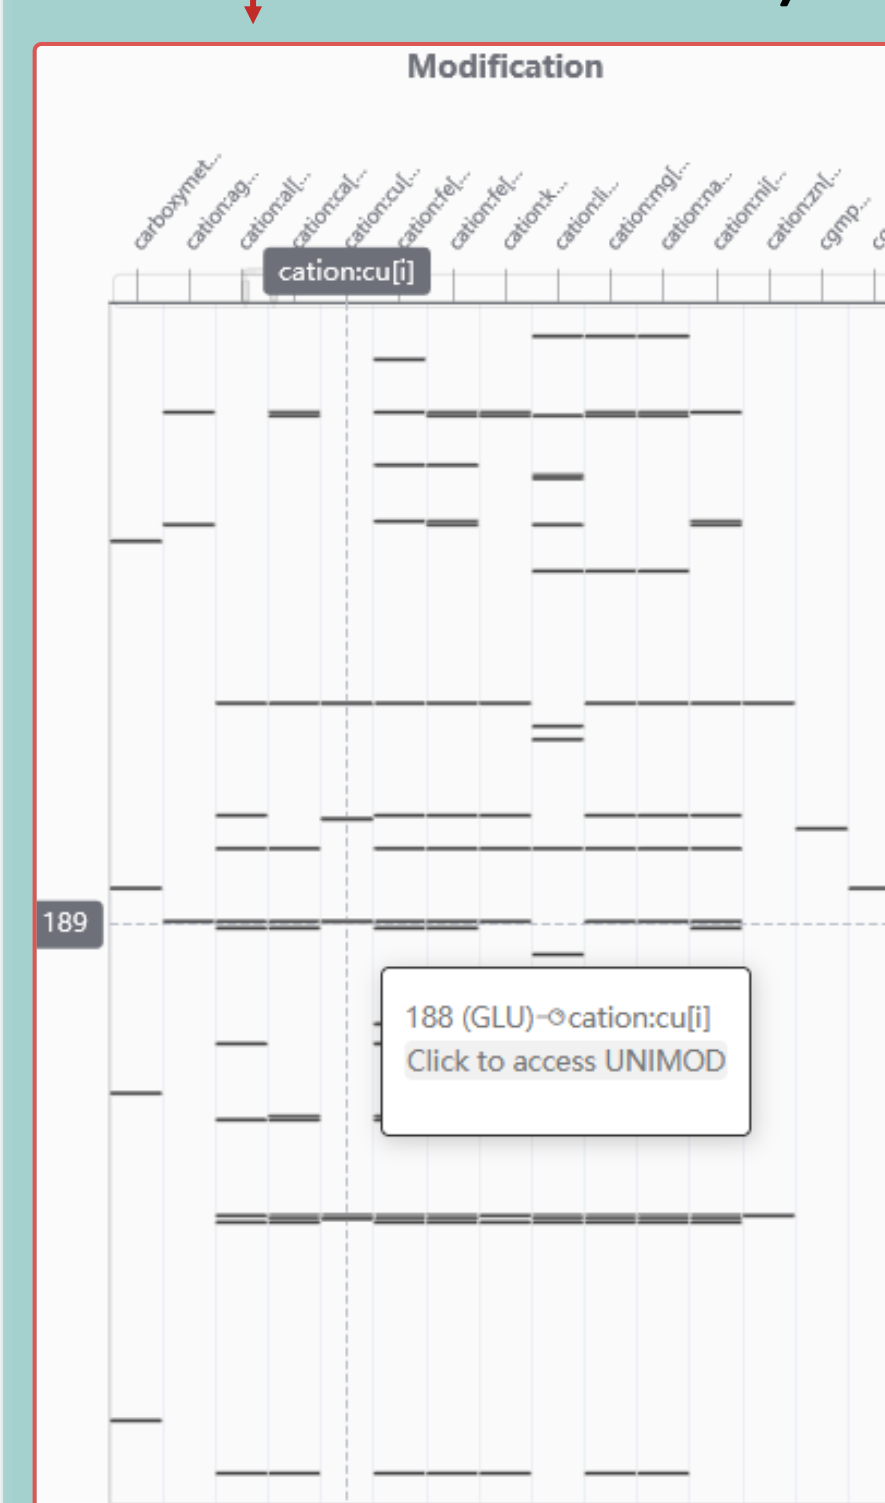 Modification
carboxymet...
cation:ag...
cation:al[...
cation:ca[...
cation:cu[...
cation:fe[...
cation:fe[...
cation:k...
cation:li...
cation:mg[...
cation:na...
cation:ni[...
cation:zn[...
cgmp...
cation:cu[i]
189
188 (GLU)-cation:cu[i]
Click to access UNIMOD